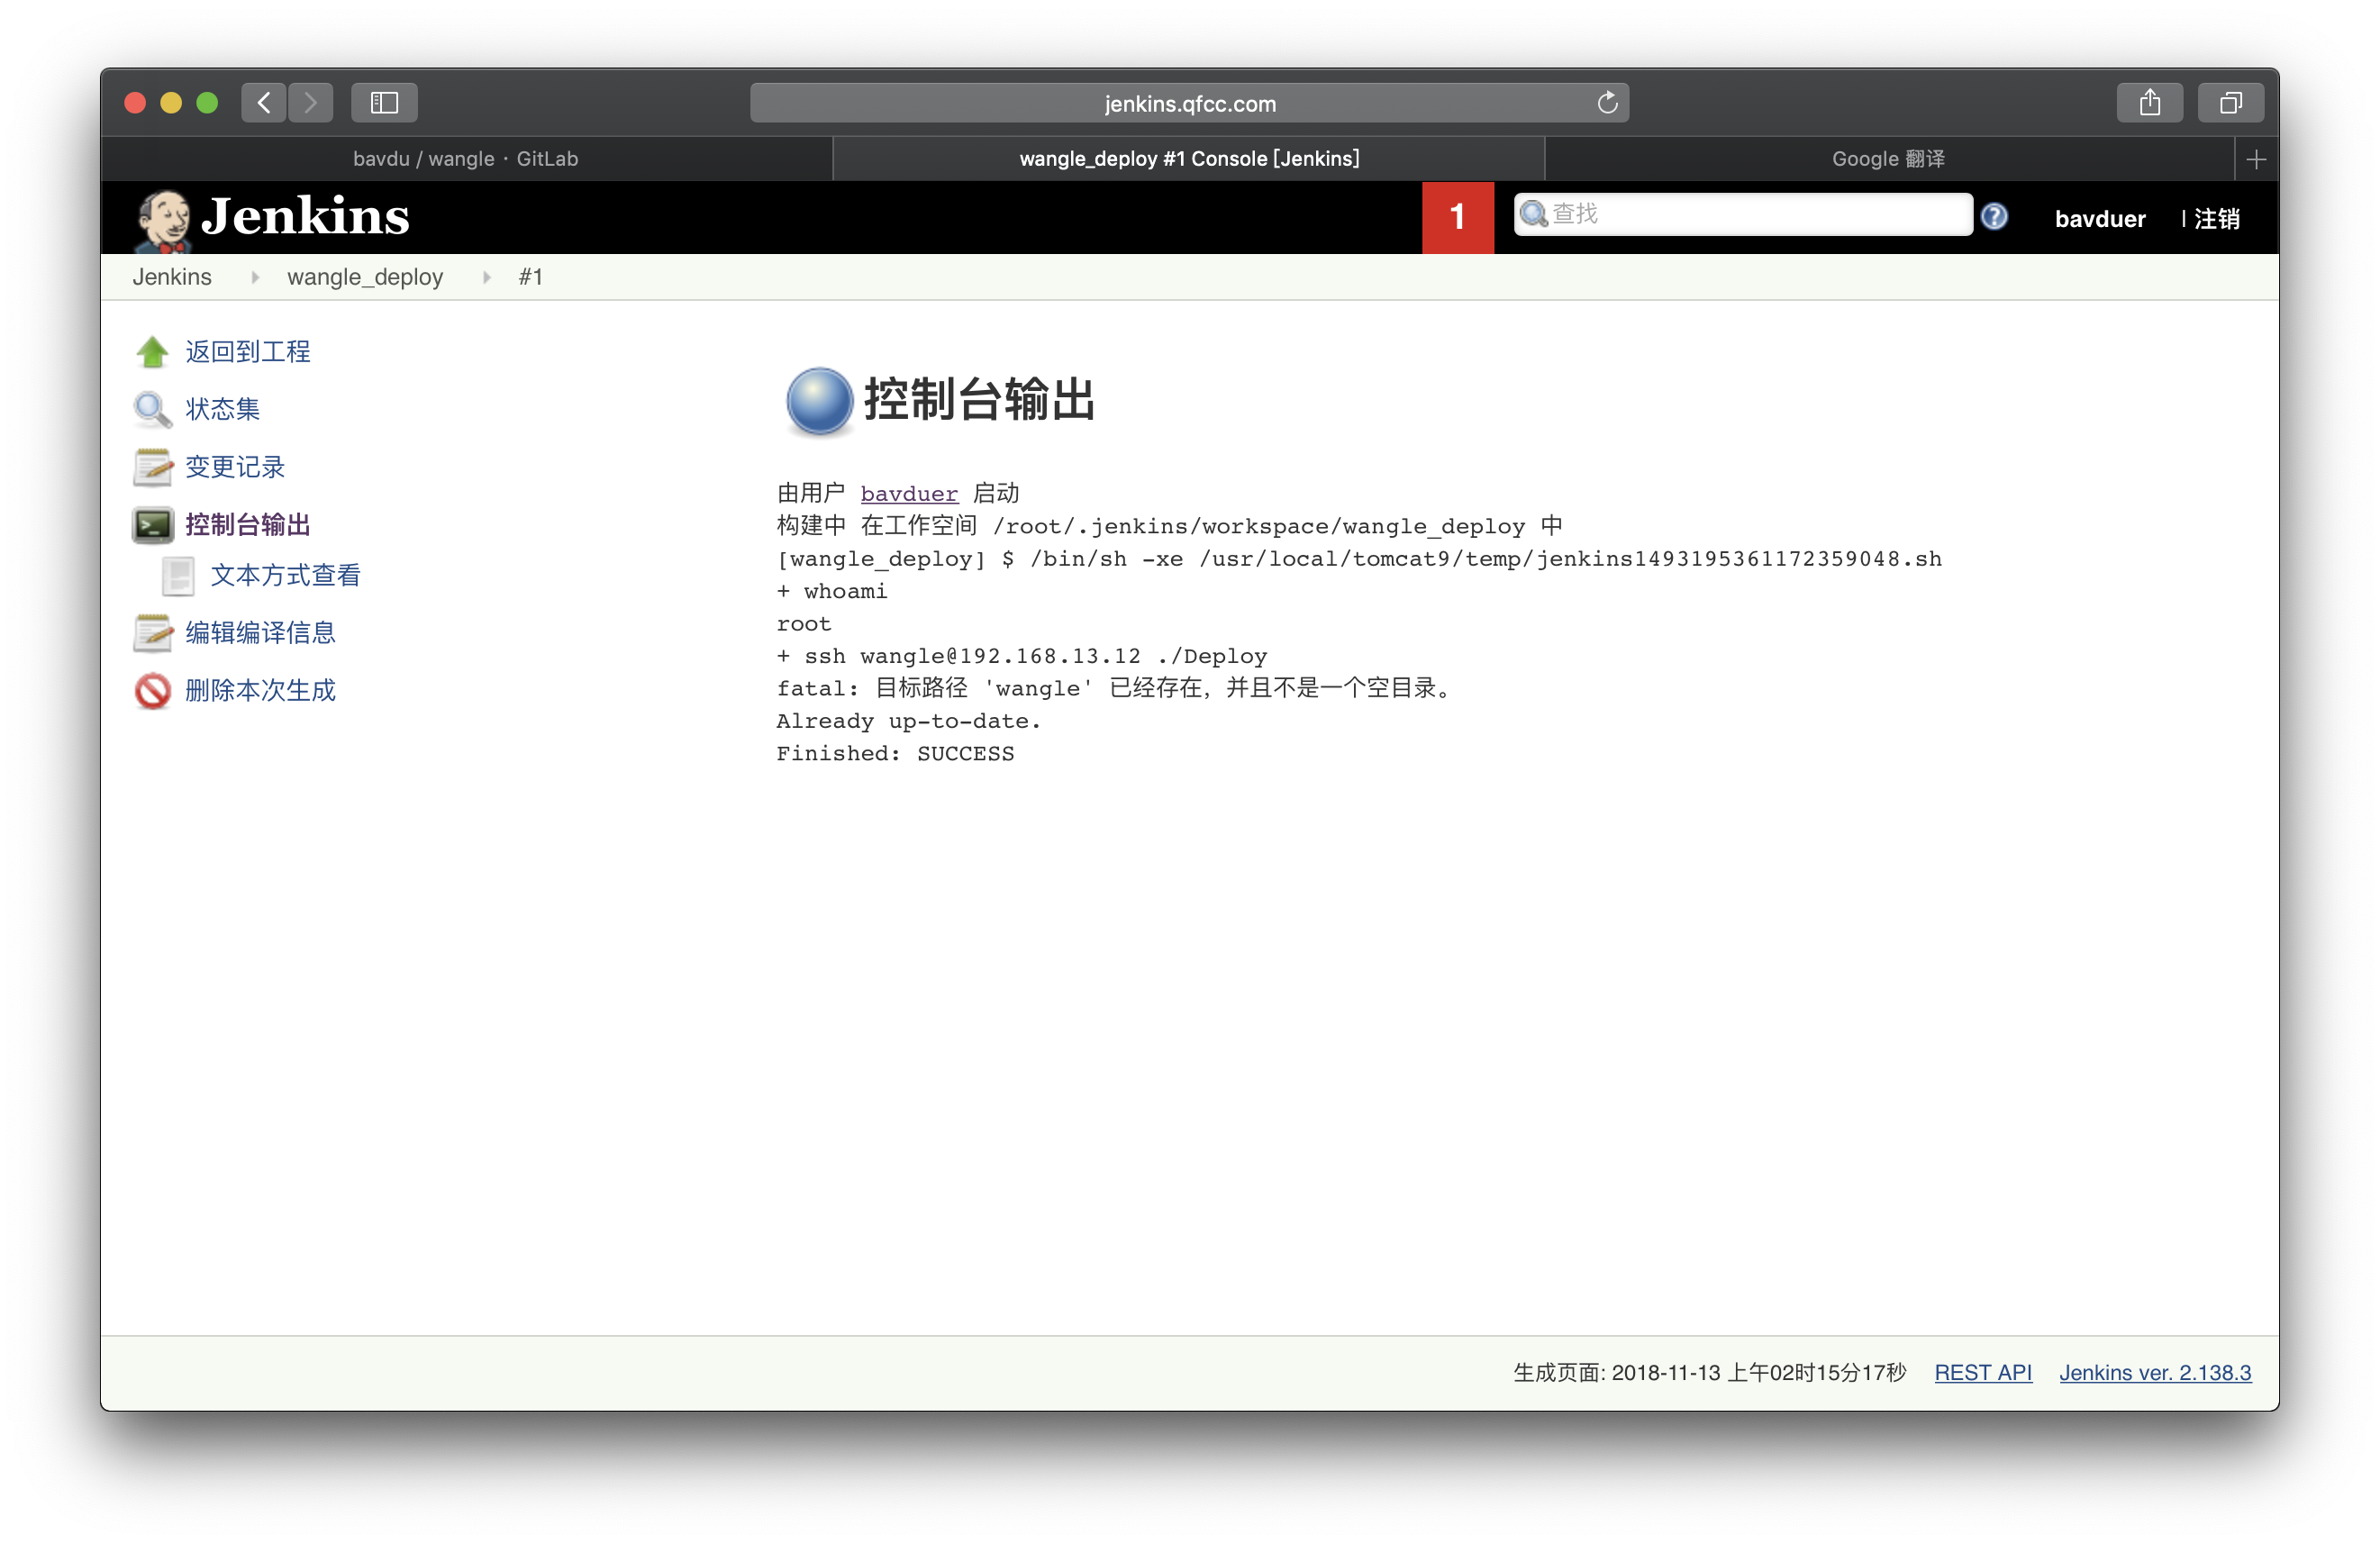 jenkins.qfcc.com
bavdu / wangle · GitLab
wangle_deploy #1 Console [Jenkins]
Google 翻译
Jenkins
1
查找
bavduer
| 注销
Jenkins
wangle_deploy
#1
返回到工程
状态集
变更记录
控制台输出
文本方式查看
编辑编译信息
删除本次生成
控制台输出
由用户 bavduer 启动
构建中 在工作空间 /root/.jenkins/workspace/wangle_deploy 中
[wangle_deploy] $ /bin/sh -xe /usr/local/tomcat9/temp/jenkins1493195361172359048.sh
+ whoami
root
+ ssh wangle@192.168.13.12 ./Deploy
fatal: 目标路径 'wangle' 已经存在，并且不是一个空目录。
Already up-to-date.
Finished: SUCCESS
生成页面: 2018-11-13 上午02时15分17秒
REST API
Jenkins ver. 2.138.3